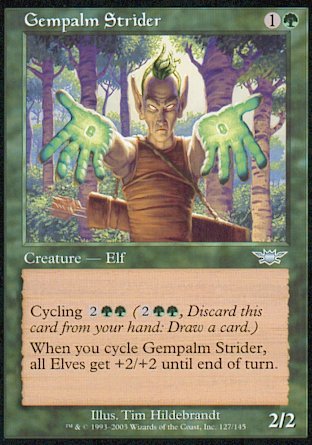 Gempalm Strider 1
Creature — Elf
Cycling 2 (2, Discard this
card from your hand: Draw a card.)
When you cycle Gempalm Strider,
all Elves get +2/+2 until end of turn.
Illus. Tim Hildebrandt
™ & © 1993-2003 Wizards of the Coast, Inc. 127/145
2/2